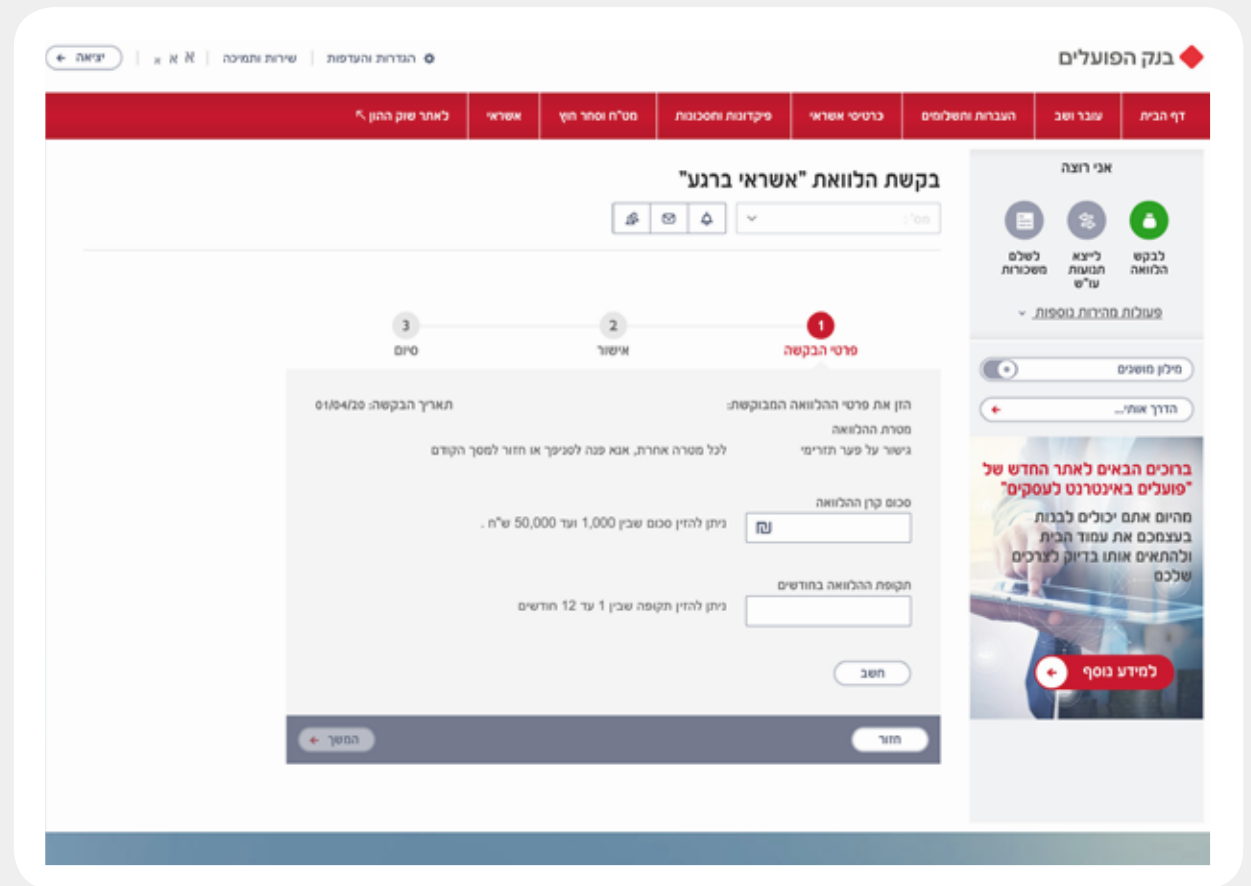 בנק הפועלים
הגדרות והעדפות
שירות ותמיכה
א א א
יציאה
דף הבית
עובר ושב
העברות ותשלומים
כרטיסי אשראי
פיקדונות וחסכונות
מט"ח וסחר חוץ
אשראי
לאתר שוק ההון
אני רוצה
לבקש הלוואה
לייצא תנועות עו"ש
לשלם משכורות
פעולות מהירות נוספות
מילון מושגים
הדרך אותי...
ברוכים הבאים לאתר החדש של
"פועלים באינטרנט לעסקים"
מהיום אתם יכולים לבנות
בעצמכם את עמוד הבית
ולהתאים אותו בדיוק לצרכים
שלכם
למידע נוסף
בקשת הלוואת "אשראי ברגע"
מס':
1
פרטי הבקשה
2
אישור
3
סיום
הזן את פרטי ההלוואה המבוקשת:
תאריך הבקשה: 01/04/20
מטרת ההלוואה
גישור על פער תזרימי
לכל מטרה אחרת, אנא פנה לסניפך או חזור למסך הקודם
סכום קרן ההלוואה
₪
ניתן להזין סכום שבין 1,000 ועד 50,000 ש"ח .
תקופת ההלוואה בחודשים
ניתן להזין תקופה שבין 1 עד 12 חודשים
חשב
חזור
המשך